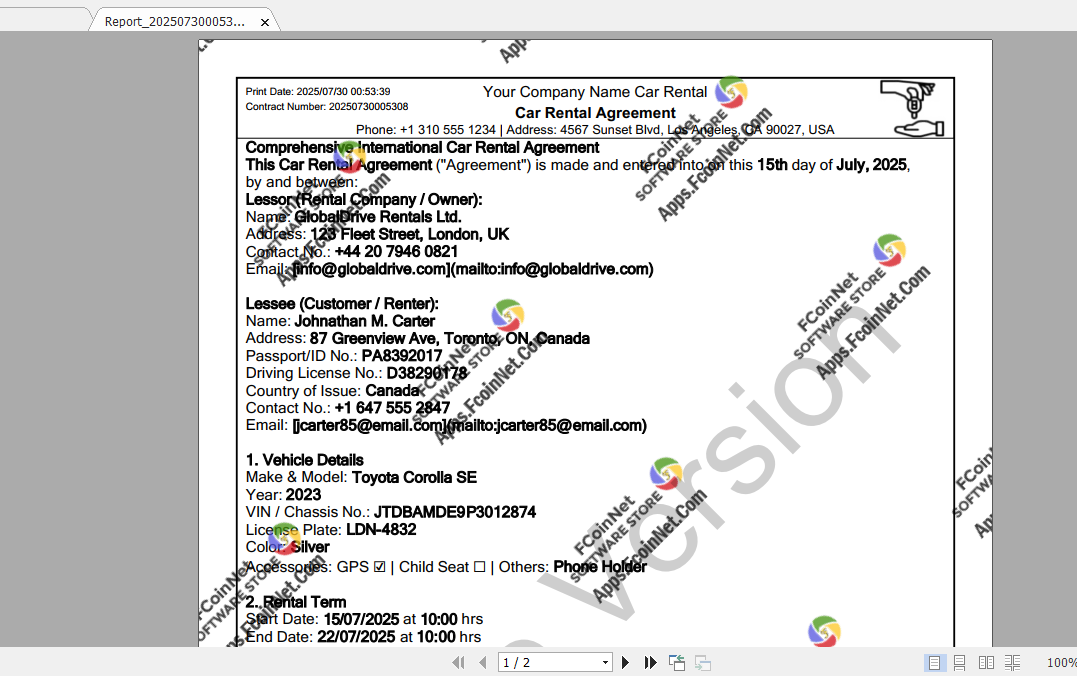 Report_202507300053...
Print Date: 2025/07/30 00:53:39
Contract Number: 20250730005308
Your Company Name Car Rental
Car Rental Agreement
Phone: +1 310 555 1234 | Address: 4567 Sunset Blvd, Los Angeles, CA 90027, USA
Comprehensive International Car Rental Agreement
This Car Rental Agreement ("Agreement") is made and entered into on this 15th day of July, 2025,
by and between:
Lessor (Rental Company / Owner):
Name: GlobalDrive Rentals Ltd.
Address: 123 Fleet Street, London, UK
Contact No.: +44 20 7946 0821
Email: [info@globaldrive.com](mailto:info@globaldrive.com)
Lessee (Customer / Renter):
Name: Johnathan M. Carter
Address: 87 Greenview Ave, Toronto, ON, Canada
Passport/ID No.: PA8392017
Driving License No.: D38290178
Country of Issue: Canada
Contact No.: +1 647 555 2847
Email: [jcarter85@email.com](mailto:jcarter85@email.com)
1. Vehicle Details
Make & Model: Toyota Corolla SE
Year: 2023
VIN / Chassis No.: JTDBAMDE9P3012874
License Plate: LDN-4832
Color: Silver
Accessories: GPS ☑ | Child Seat ☐ | Others: Phone Holder
2. Rental Term
Start Date: 15/07/2025 at 10:00 hrs
End Date: 22/07/2025 at 10:00 hrs
FCoinNet
SOFTWARE STORE
Apps.FcoinNet.Com
FCoinNet
SOFTWARE STORE
Apps.FcoinNet.Com
FCoinNet
SOFTWARE STORE
Apps.FcoinNet.Com
FCoinNet
SOFTWARE STORE
Apps.FcoinNet.Com
FCoinNet
SOFTWARE STORE
Apps.FcoinNet.Com
FCoinNet
SOFTWARE STORE
Apps.FcoinNet.Com
version
1 / 2
100%